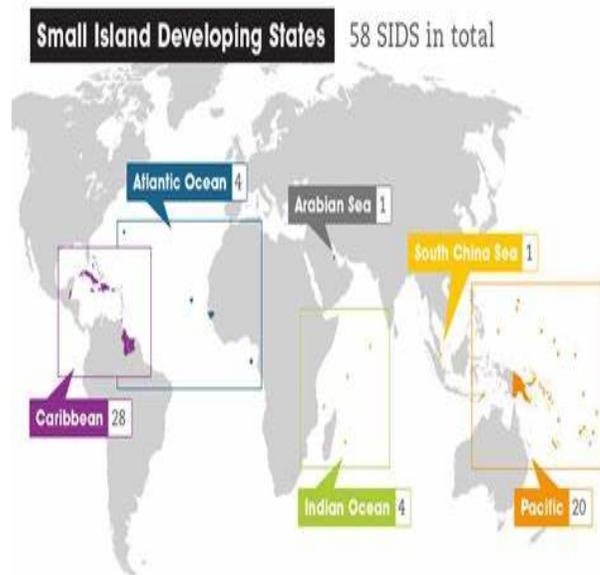 Small Island Developing States 58 SIDS in total
Atlantic Ocean 4
Arabian Sea 1
South China Sea 1
Caribbean 28
Indian Ocean 4
Pacific 20